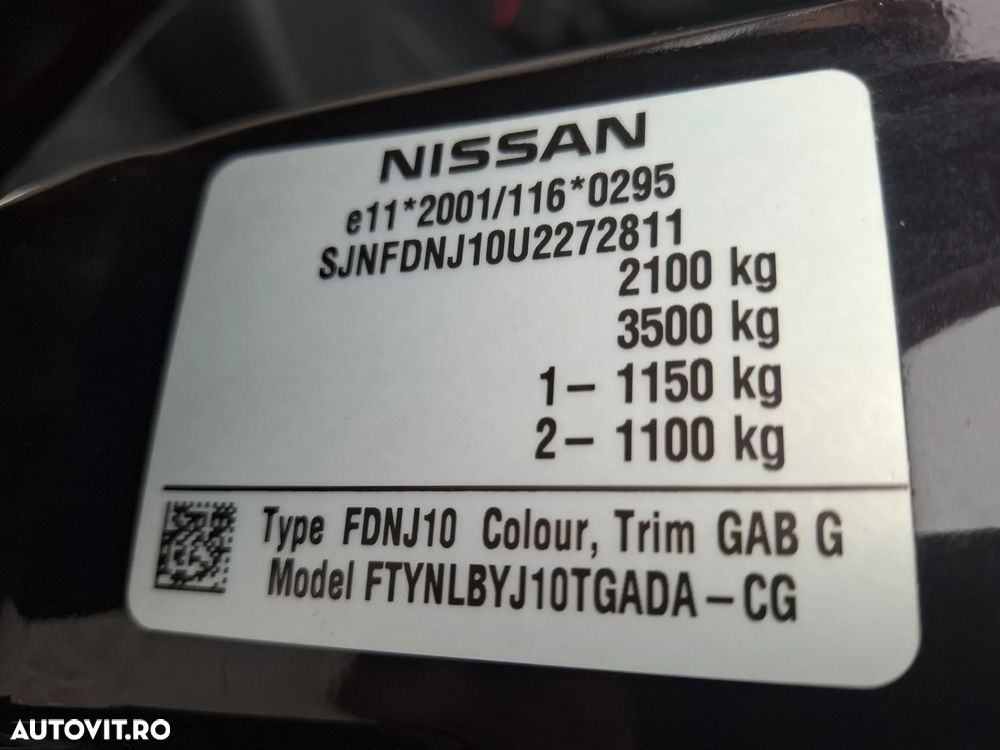 NISSAN
e11*2001/116*0295
SJNFDNJ10U2272811
2100 kg
3500 kg
1– 1150 kg
2– 1100 kg
Type FDNJ10 Colour, Trim GAB G
Model FTYNLBYJ10TGADA – CG
AUTOVIT.RO